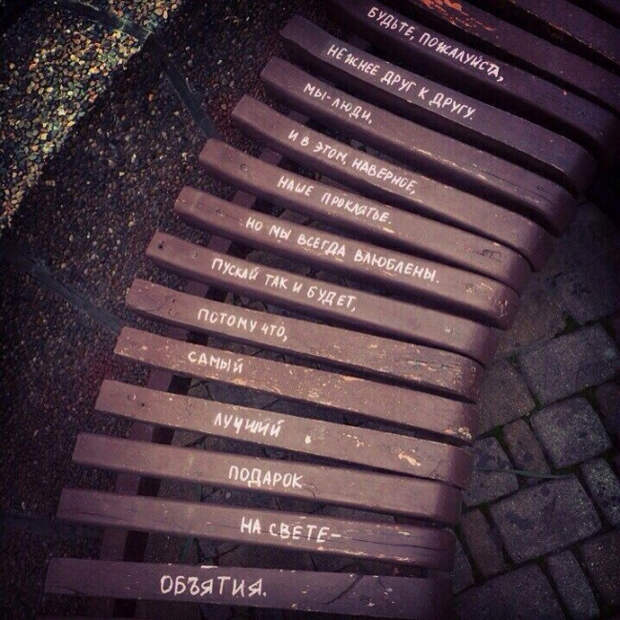 БУДЬТЕ, ПОЖАЛУЙСТА,
НЕЖНЕЕ ДРУГ К ДРУГУ.
МЫ-ЛЮДИ,
И В ЭТОМ, НАВЕРНОЕ,
НАШЕ ПРОКЛЯТЬЕ.
НО МЫ ВСЕГДА ВЛЮБЛЕНЫ.
ПУСКАЙ ТАК И БУДЕТ,
ПОТОМУ ЧТО,
САМЫЙ
ЛУЧШИЙ
ПОДАРОК
НА СВЕТЕ-
ОБЪЯТИЯ.